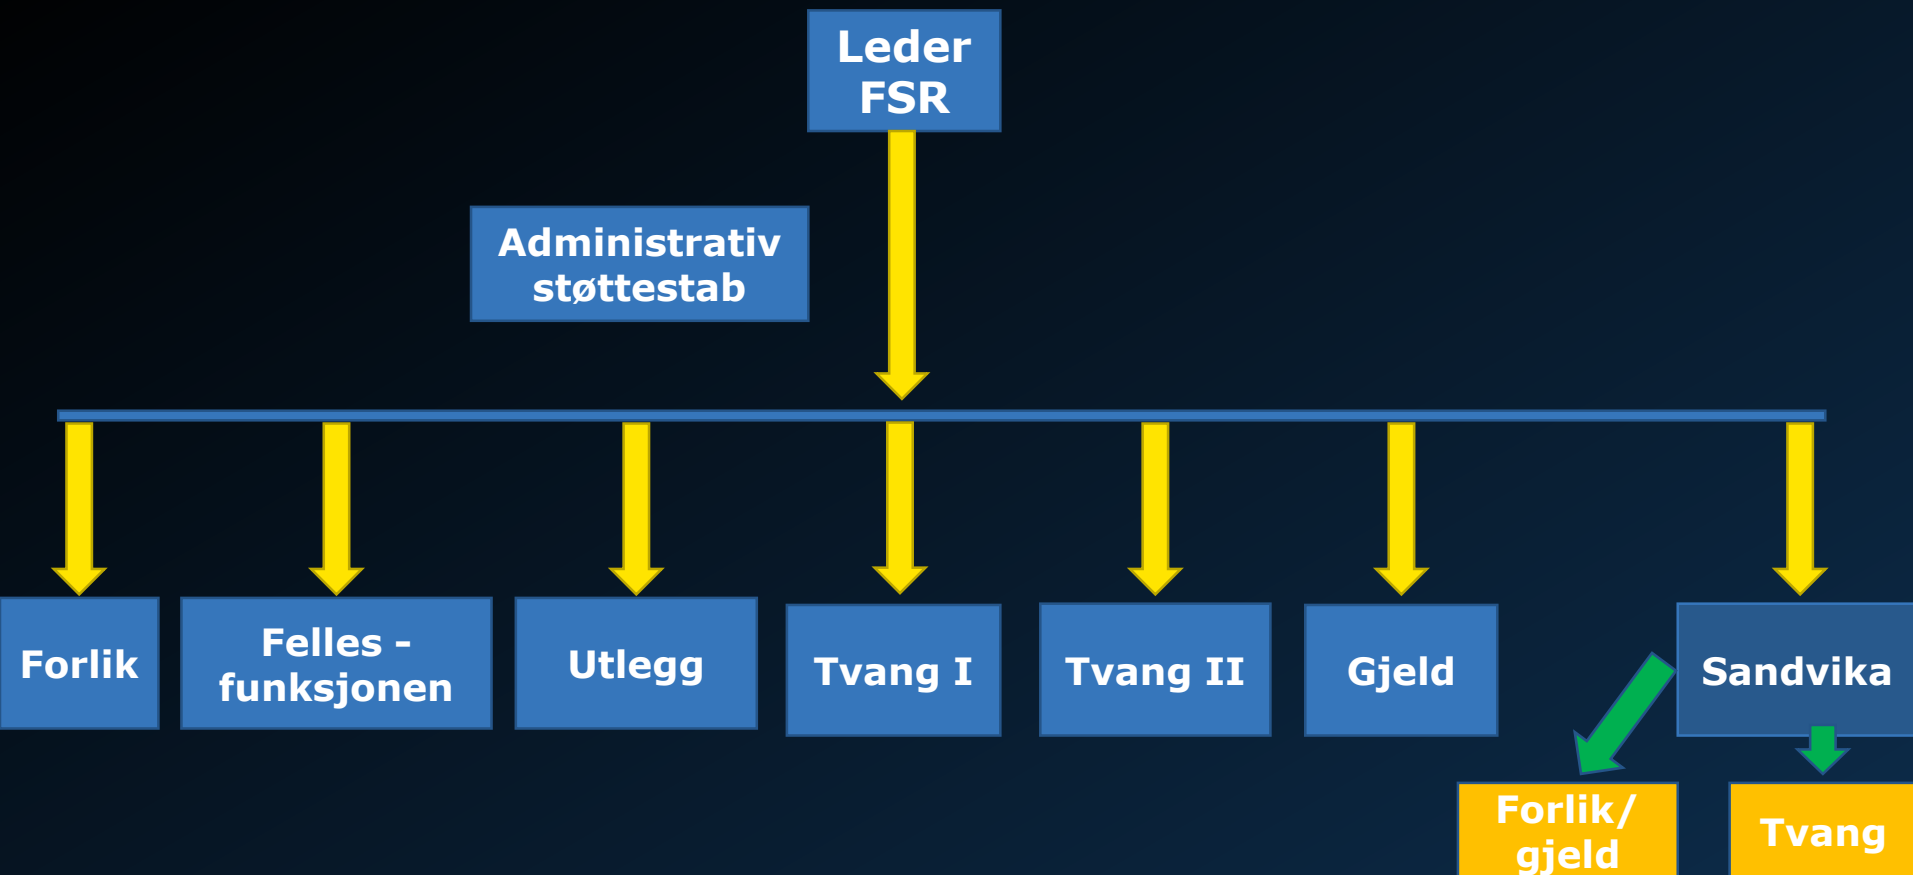 Leder
FSR
Administrativ
støttestab
Forlik
Felles –
funksjonen
Utlegg
Tvang I
Tvang II
Gjeld
Sandvika
Forlik/
gjeld
Tvang